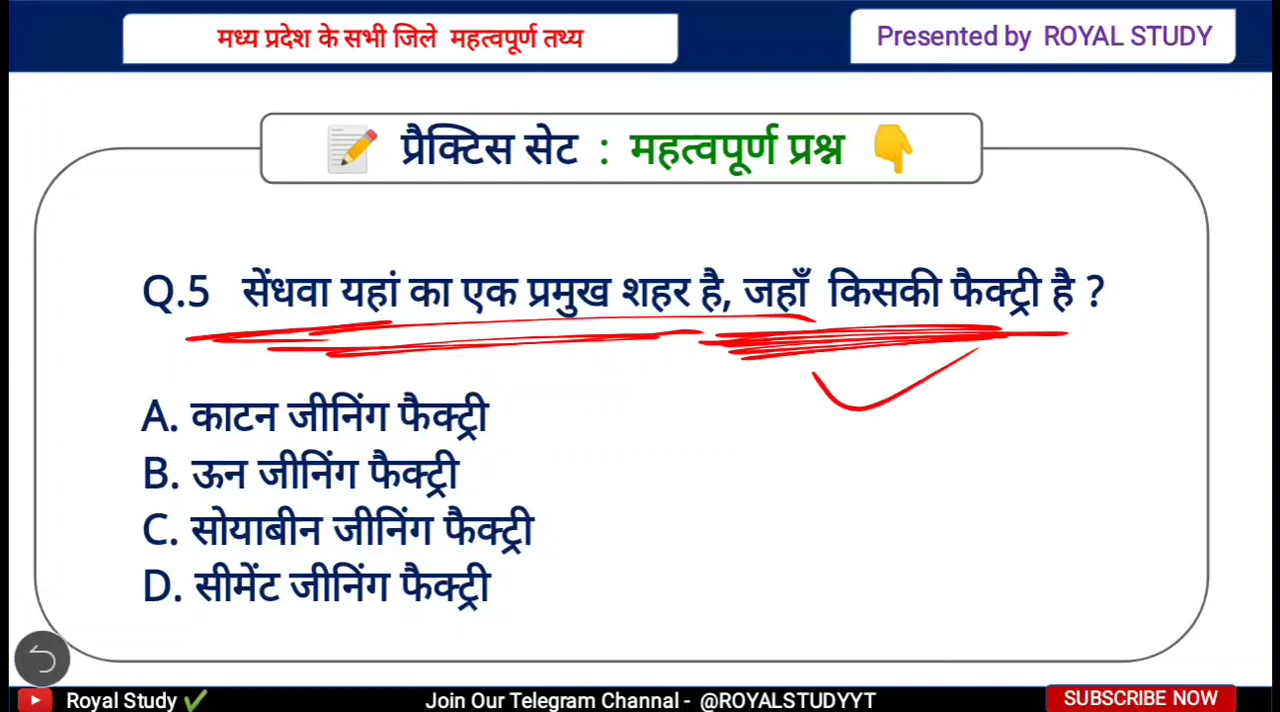 मध्य प्रदेश के सभी जिले महत्वपूर्ण तथ्य
Presented by ROYAL STUDY
प्रैक्टिस सेट : महत्वपूर्ण प्रश्न
Q.5 सेंधवा यहां का एक प्रमुख शहर है, जहाँ किसकी फैक्ट्री है ?
A. काटन जीनिंग फैक्ट्री
B. ऊन जीनिंग फैक्ट्री
C. सोयाबीन जीनिंग फैक्ट्री
D. सीमेंट जीनिंग फैक्ट्री
Royal Study
Join Our Telegram Channal - @ROYALSTUDYYT
SUBSCRIBE NOW